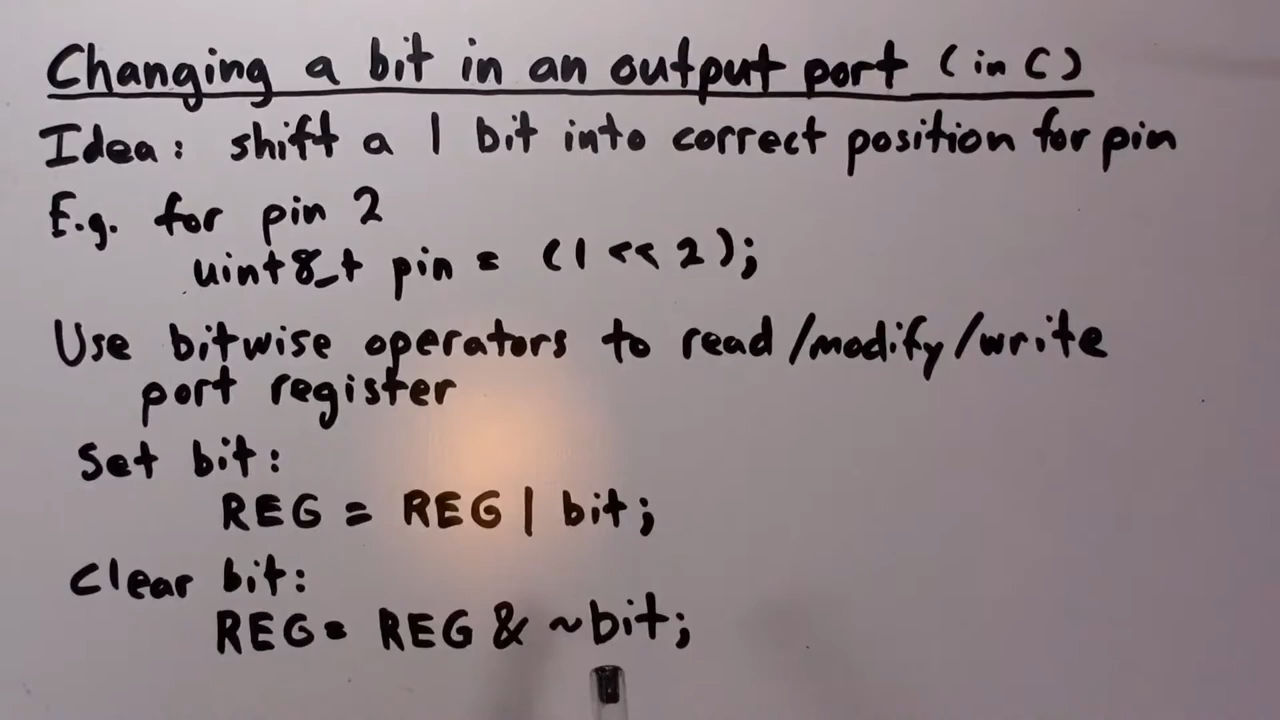 Changing a bit in an output port (in C)
Idea: shift a 1 bit into correct position for pin
E.g. for pin 2
uint8_t pin = (1 << 2);
Use bitwise operators to read/modify/write
port register
Set bit:
REG = REG | bit;
Clear bit:
REG = REG & ~bit;